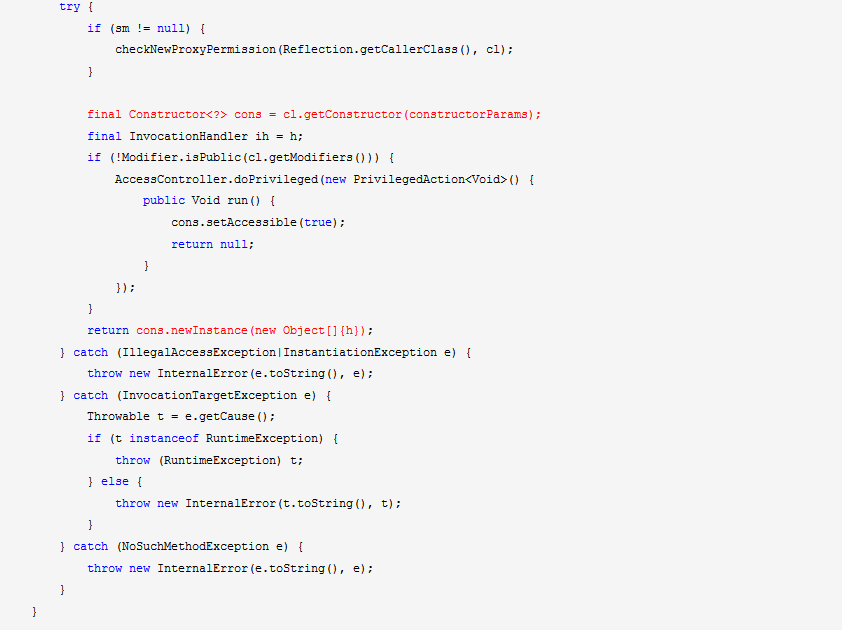 try {
if (sm != null) {
checkNewProxyPermission(Reflection.getCallerClass(), cl);
}
final Constructor<?> cons = cl.getConstructor(constructorParams);
final InvocationHandler ih = h;
if (!Modifier.isPublic(cl.getModifiers())) {
AccessController.doPrivileged(new PrivilegedAction<Void>() {
public Void run() {
cons.setAccessible(true);
return null;
}
});
}
return cons.newInstance(new Object[]{h});
} catch (IllegalAccessException|InstantiationException e) {
throw new InternalError(e.toString(), e);
} catch (InvocationTargetException e) {
Throwable t = e.getCause();
if (t instanceof RuntimeException) {
throw (RuntimeException) t;
} else {
throw new InternalError(t.toString(), t);
}
} catch (NoSuchMethodException e) {
throw new InternalError(e.toString(), e);
}
}